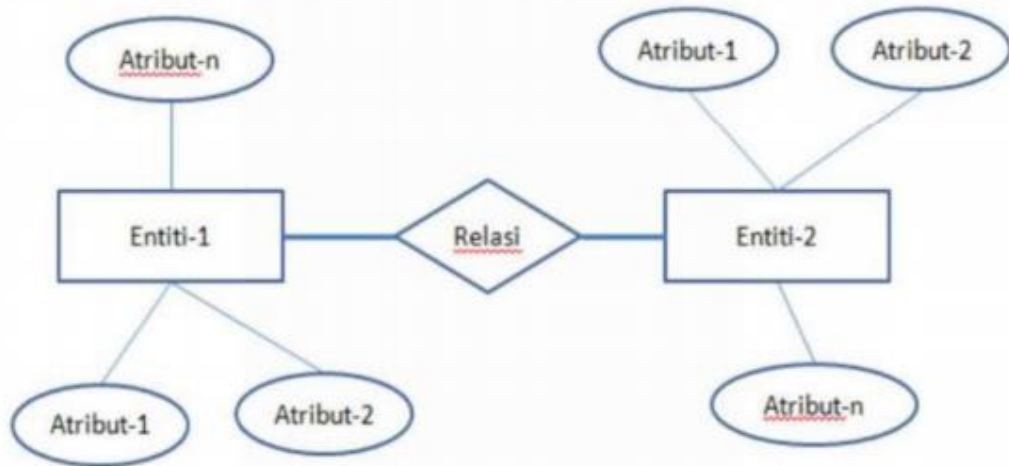 Atribut-n
Atribut-1
Atribut-2
Entiti-1
Relasi
Entiti-2
Atribut-1
Atribut-2
Atribut-n